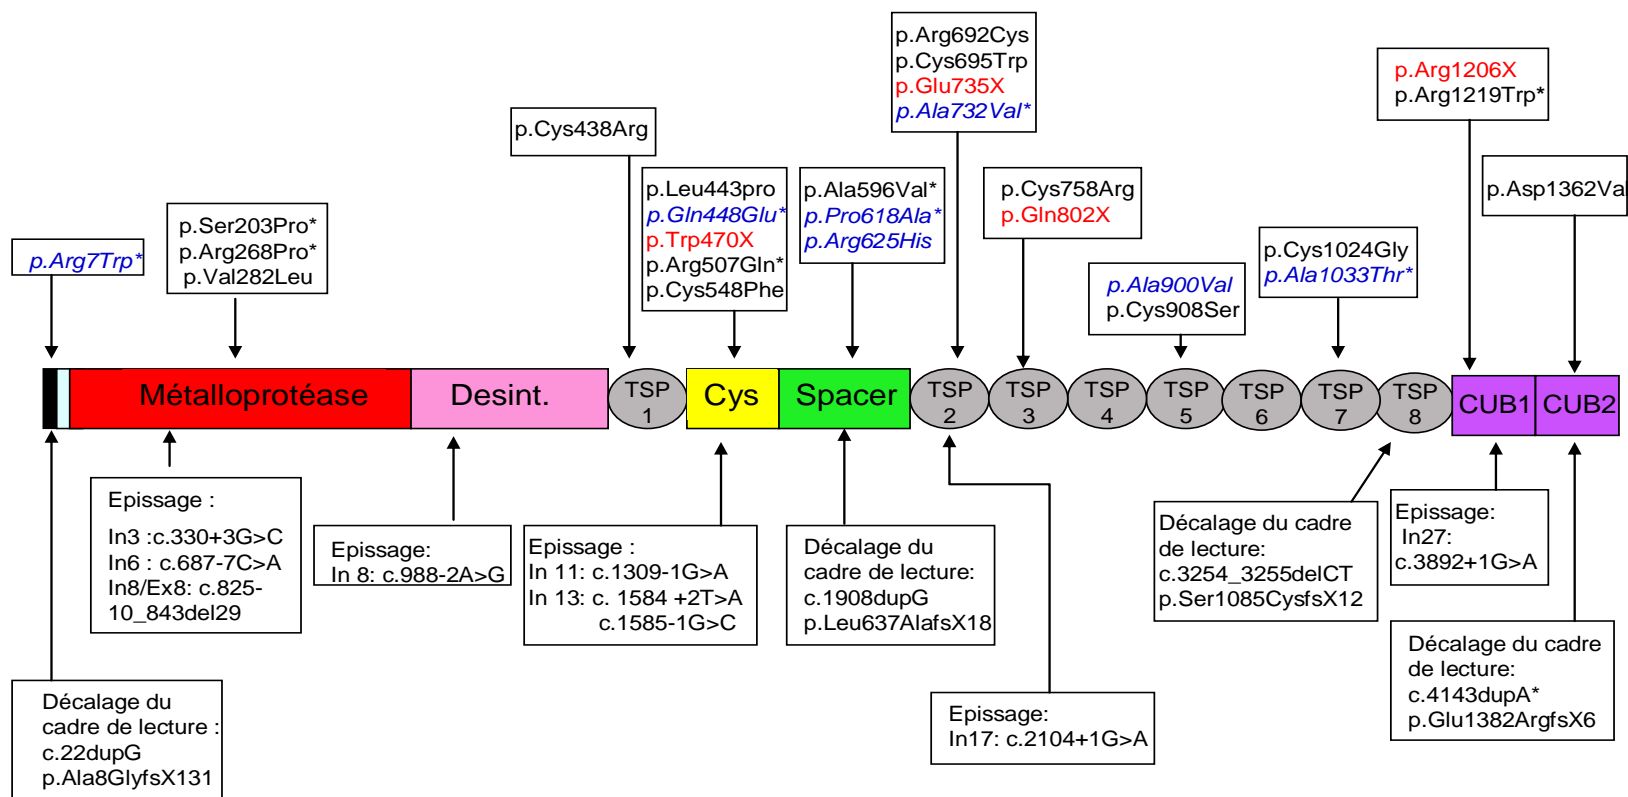 p.Arg7Trp*
p.Ser203Pro*
p.Arg268Pro*
p.Val282Leu
p.Cys438Arg
p.Leu443pro
p.Gln448Glu*
p.Trp470X
p.Arg507Gln*
p.Cys548Phe
p.Ala596Val*
p.Pro618Ala*
p.Arg625His
p.Arg692Cys
p.Cys695Trp
p.Glu735X
p.Ala732Val*
p.Cys758Arg
p.Gln802X
p.Ala900Val
p.Cys908Ser
p.Cys1024Gly
p.Ala1033Thr*
p.Arg1206X
p.Arg1219Trp*
p.Asp1362Val
Métalloprotéase
Desint.
TSP
1
Cys
Spacer
TSP
2
TSP
3
TSP
4
TSP
5
TSP
6
TSP
7
TSP
8
CUB1
CUB2
Décalage du
cadre de lecture :
c.22dupG
p.Ala8GlyfsX131
Epissage :
In3 :c.330+3G>C
In6 : c.687-7C>A
In8/Ex8: c.825-
10_843del29
Epissage:
In 8: c.988-2A>G
Epissage :
In 11: c.1309-1G>A
In 13: c. 1584 +2T>A
c.1585-1G>C
Décalage du
cadre de lecture:
c.1908dupG
p.Leu637AlafsX18
Epissage:
In17: c.2104+1G>A
Décalage du cadre
de lecture:
c.3254_3255delCT
p.Ser1085CysfsX12
Epissage:
In27:
c.3892+1G>A
Décalage du cadre
de lecture:
c.4143dupA*
p.Glu1382ArgfsX6